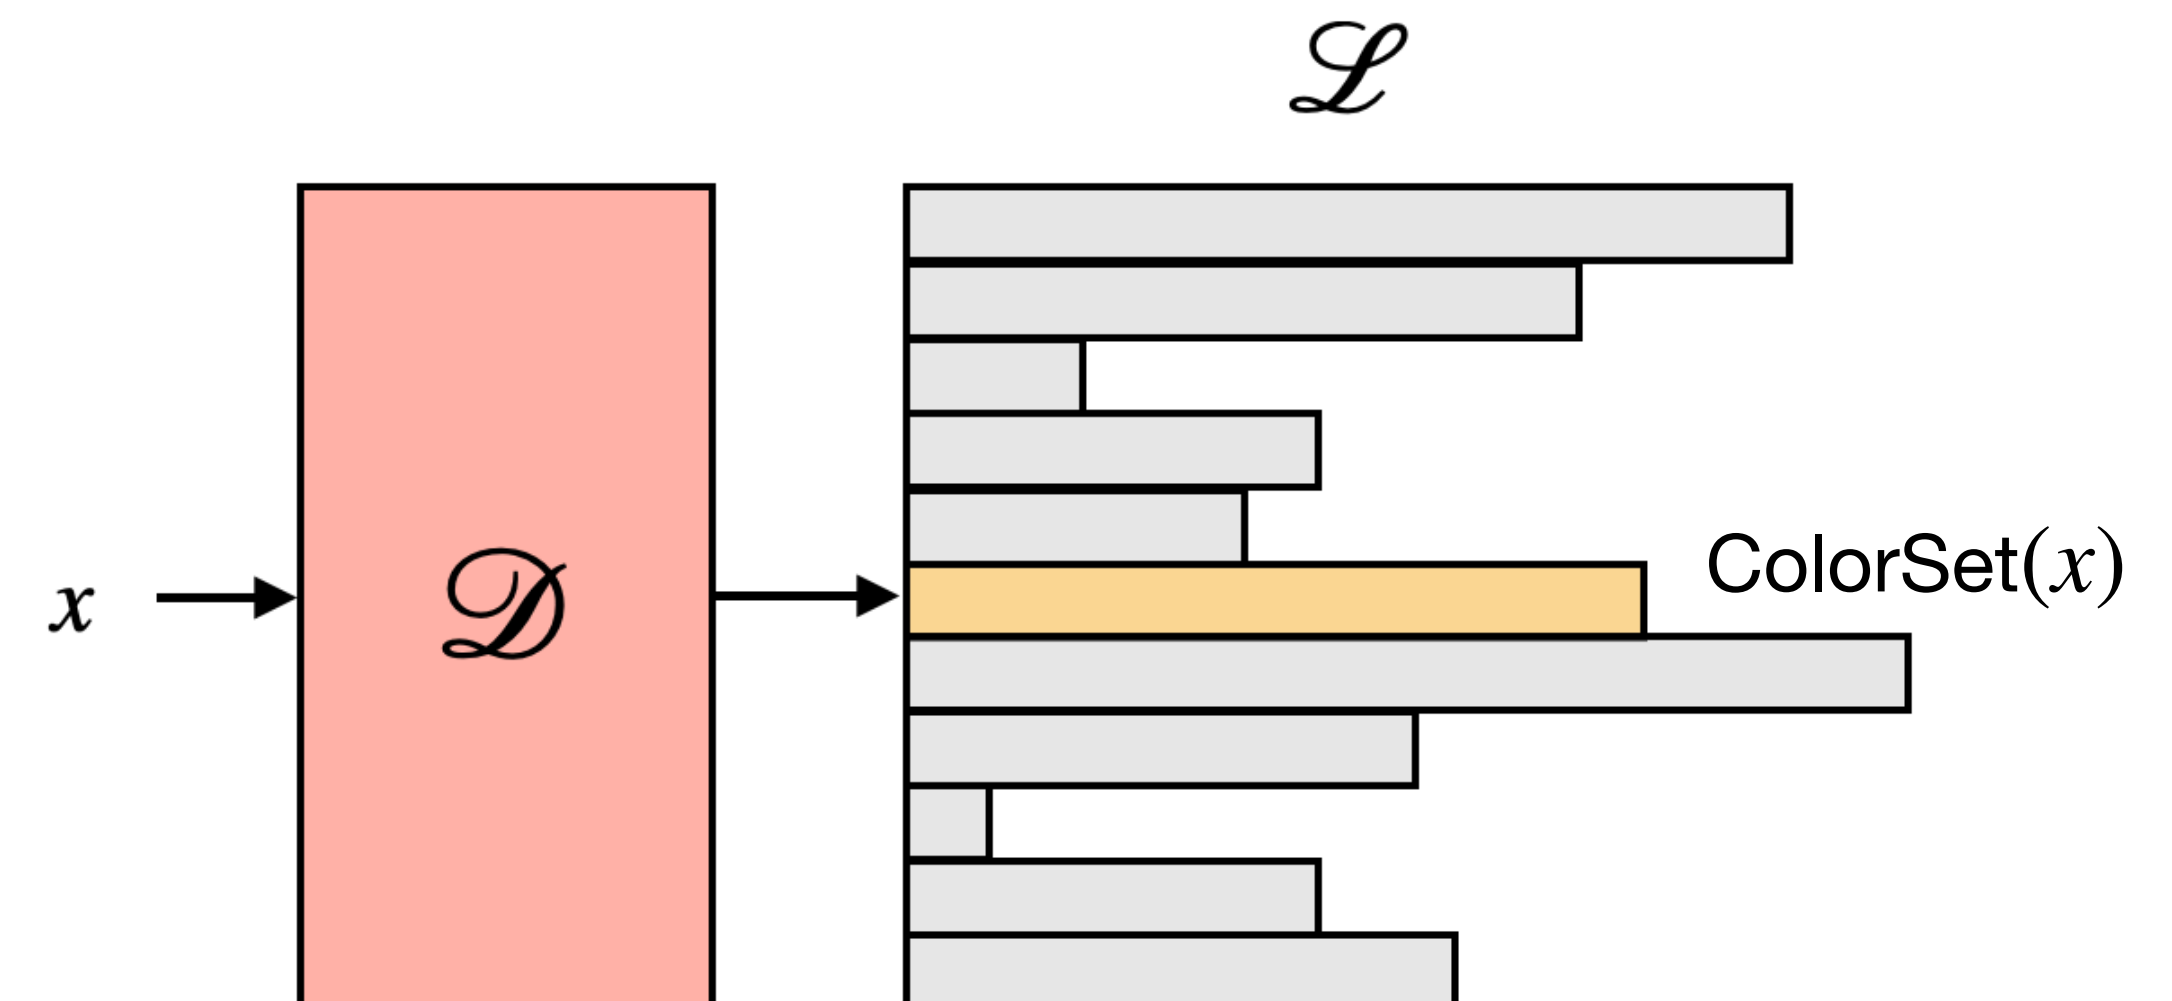 ℒ
ColorSet(x)
x
𝒟